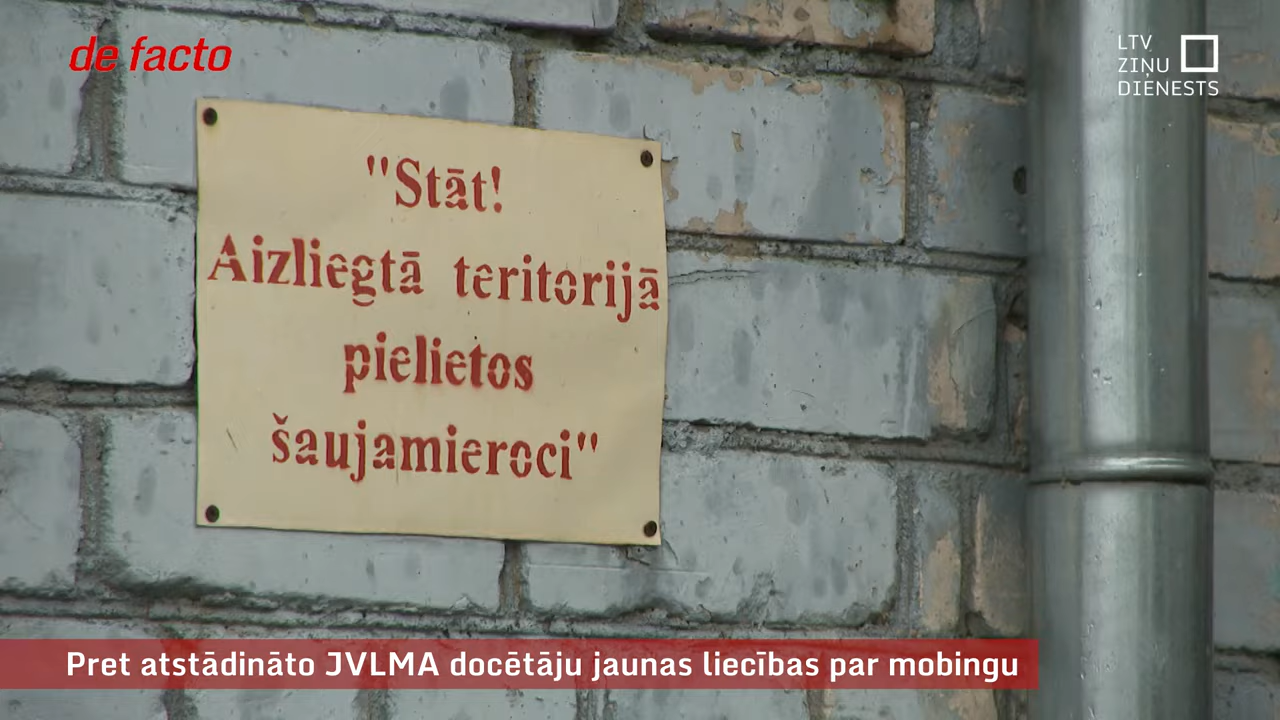 de facto
LTV
ZIŅU
DIENESTS
"Stāt!
Aizliegtā teritorijā
pielietos
šaujamieroci"
Pret atstādināto JVLMA docētāju jaunas liecības par mobingu